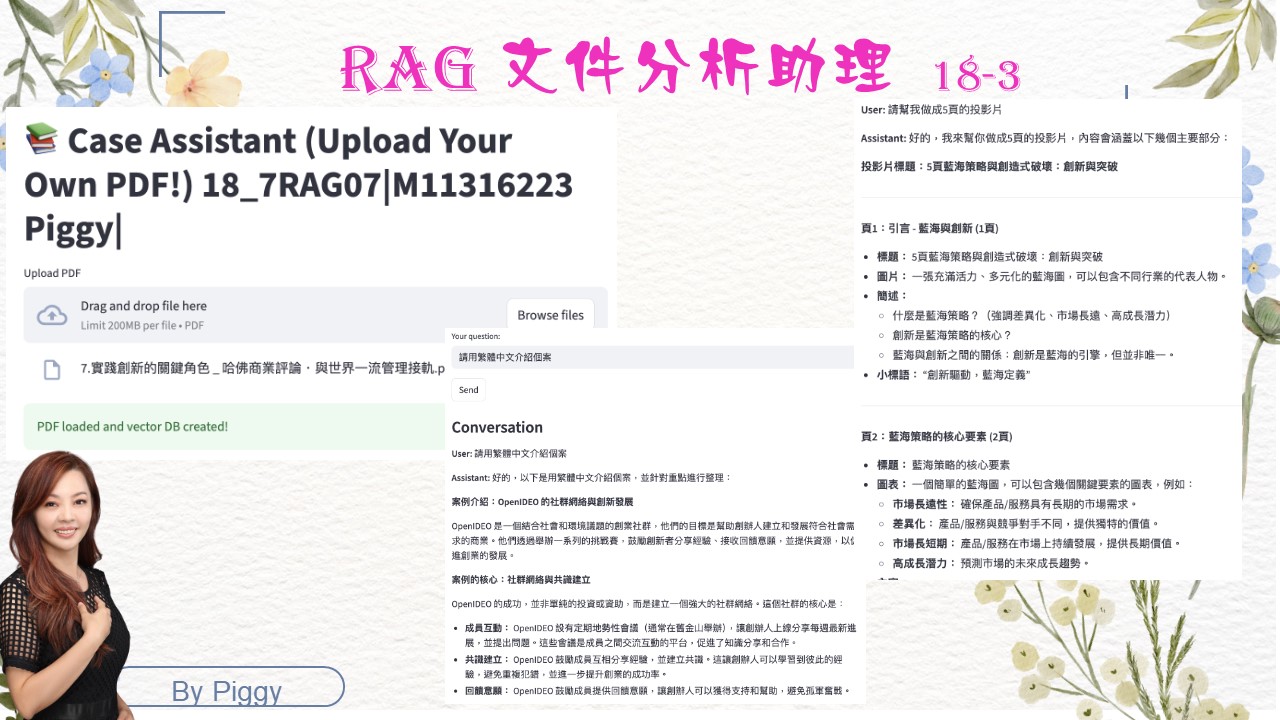 RAG 文件分析助理 18-3
📚 Case Assistant (Upload Your
Own PDF!) 18_7RAG07|M11316223
Piggy|
Upload PDF
Drag and drop file here
Limit 200MB per file • PDF
Browse files
7.實踐創新的關鍵角色 _ 哈佛商業評論・與世界一流管理接軌.p
PDF loaded and vector DB created!
By Piggy
Your question:
請用繁體中文介紹個案
Send
Conversation
User: 請用繁體中文介紹個案
Assistant: 好的，以下是用繁體中文介紹個案，並針對重點進行整理：
案例介紹：OpenIDEO 的社群網絡與創新發展
OpenIDEO 是一個結合社會和環境議題的創業社群，他們的目標是幫助創辦人建立和發展符合社會需
求的商業。他們透過舉辦一系列的挑戰賽，鼓勵創新者分享經驗、接收回饋意願，並提供資源，以促
進創業的發展。
案例的核心：社群網絡與共識建立
OpenIDEO 的成功，並非單純的投資或資助，而是建立一個強大的社群網絡。這個社群的核心是：
• 成員互動： OpenIDEO 設有定期地勢性會議（通常在舊金山舉辦），讓創辦人上線分享每週最新進
展，並提出問題。這些會議是成員之間交流互動的平台，促進了知識分享和合作。
• 共識建立： OpenIDEO 鼓勵成員互相分享經驗，並建立共識。這讓創辦人可以學習到彼此的經
驗，避免重複犯錯，並進一步提升創業的成功率。
• 回饋意願： OpenIDEO 鼓勵成員提供回饋意願，讓創辦人可以獲得支持和幫助，避免孤軍奮戰。
User: 請幫我做成5頁的投影片
Assistant: 好的，我來幫你做成5頁的投影片，內容會涵蓋以下幾個主要部分：
投影片標題：5頁藍海策略與創造式破壞：創新與突破
頁1：引言 - 藍海與創新 (1頁)
• 標題： 5頁藍海策略與創造式破壞：創新與突破
• 圖片： 一張充滿活力、多元化的藍海圖，可以包含不同行業的代表人物。
• 簡述：
○ 什麼是藍海策略？（強調差異化、市場長遠、高成長潛力）
○ 創新是藍海策略的核心？
○ 藍海與創新之間的關係：創新是藍海的引擎，但並非唯一。
• 小標語： “創新驅動，藍海定義”
頁2：藍海策略的核心要素 (2頁)
• 標題： 藍海策略的核心要素
• 圖表： 一個簡單的藍海圖，可以包含幾個關鍵要素的圖表，例如：
○ 市場長遠性： 確保產品/服務具有長期的市場需求。
○ 差異化： 產品/服務與競爭對手不同，提供獨特的價值。
○ 市場長短期： 產品/服務在市場上持續發展，提供長期價值。
○ 高成長潛力： 預測市場的未來成長趨勢。